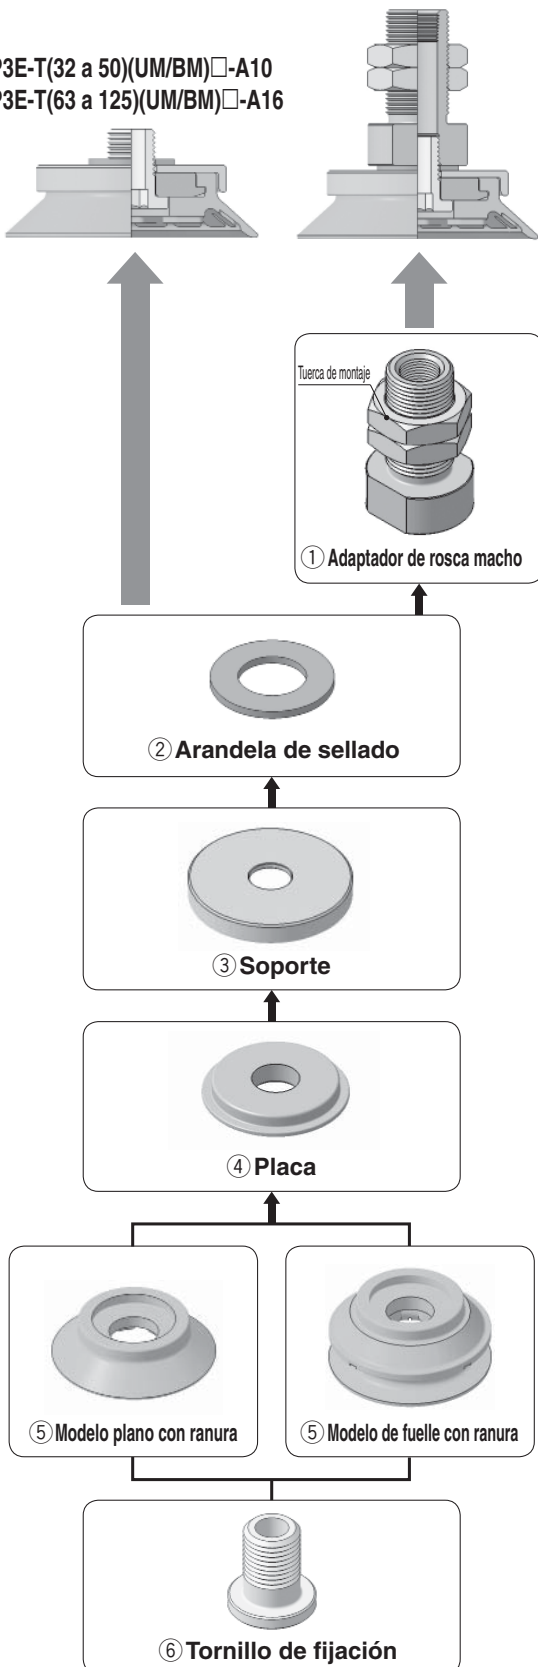 P3E-T(32 a 50)(UM/BM)□-A10
P3E-T(63 a 125)(UM/BM)□-A16
Tuerca de montaje
① Adaptador de rosca macho
② Arandela de sellado
③ Soporte
④ Placa
⑤ Modelo plano con ranura
⑤ Modelo de fuelle con ranura
⑥ Tornillo de fijación